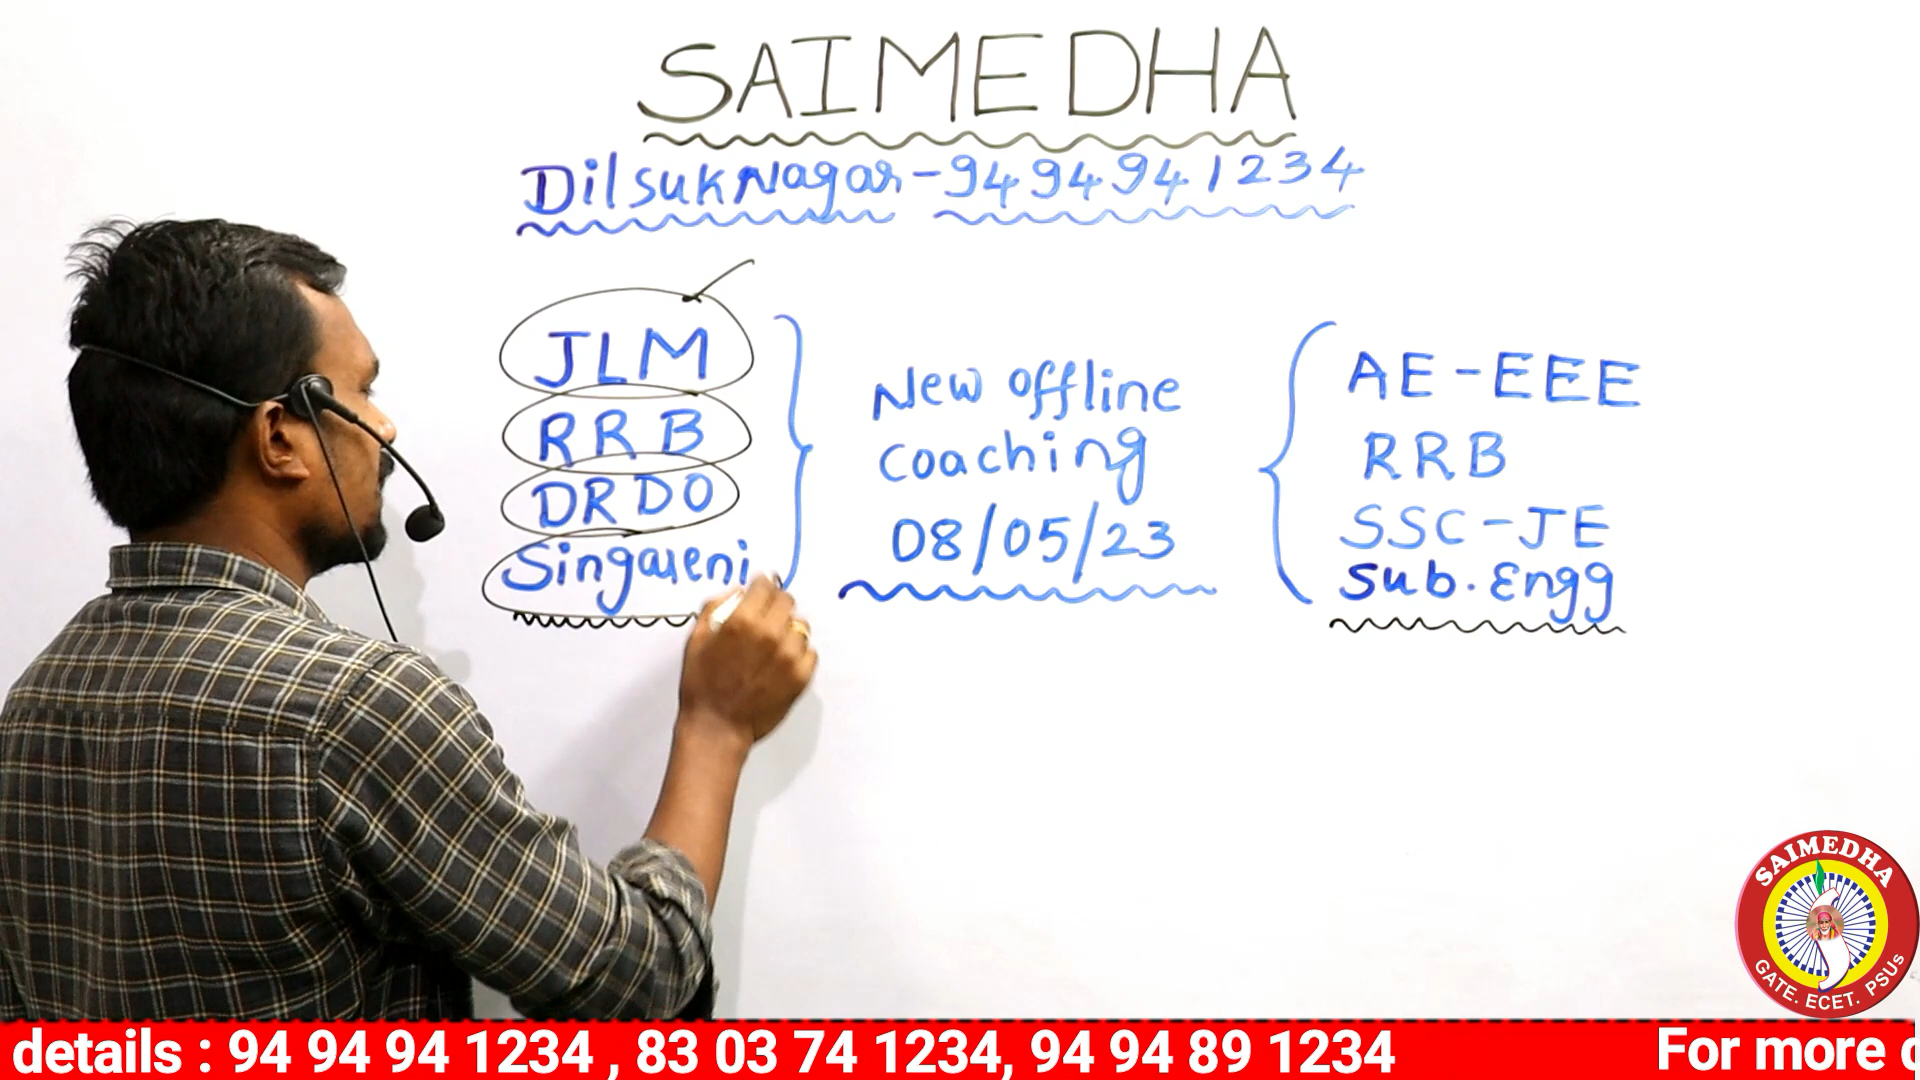 SAIMEDHA
DilsukNagar-9494941234
JLM
RRB
DRDO
Singareni
New offline
coaching
08/05/23
AE-EEE
RRB
SSC-JE
Sub.Engg
SAIMEDHA
GATE. ECET. PSUs
details : 94 94 94 1234 , 83 03 74 1234, 94 94 89 1234 For more